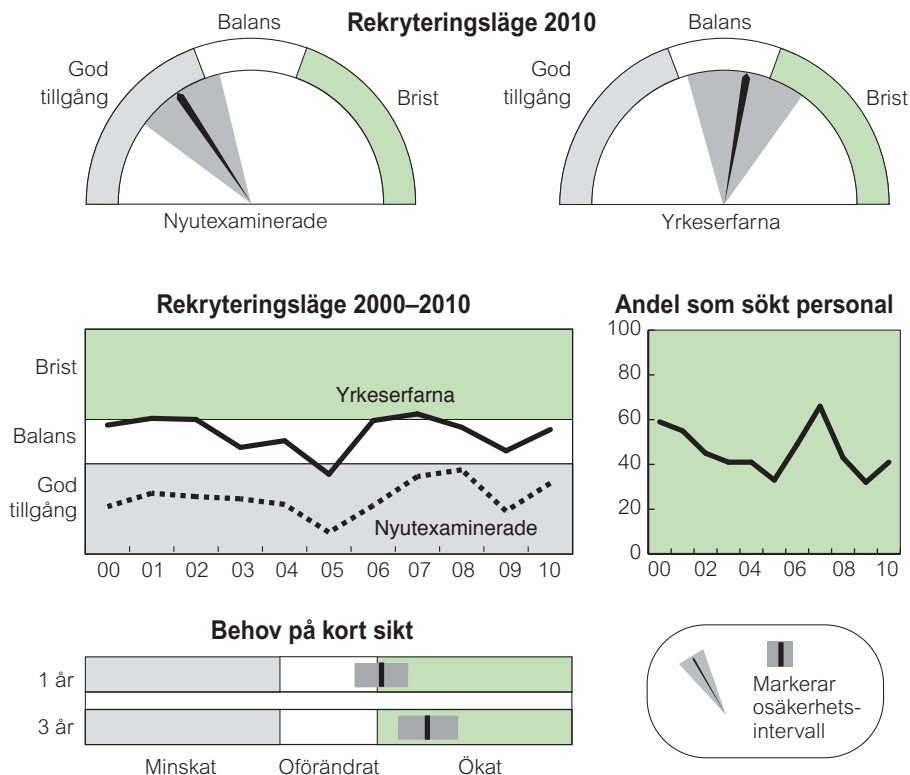 Rekryteringsläge 2010
Balans
God
tillgång
Brist
Nyutexaminerade
Balans
God
tillgång
Brist
Yrkeserfarna
Rekryteringsläge 2000–2010
Brist
Balans
God
tillgång
Yrkeserfarna
Nyutexaminerade
00 01 02 03 04 05 06 07 08 09 10
Andel som sökt personal
100
80
60
40
20
0
00 02 04 06 07 08 10
Behov på kort sikt
1 år
3 år
Minskat Oförändrat Ökat
Markerar
osäkerhets-
intervall